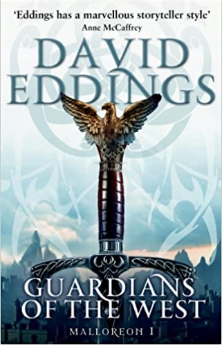 'Eddings has a marvellous storyteller style'
Anne McCaffrey
DAVID
EDDINGS
GUARDIANS
OF THE WEST
MALLOREON 1